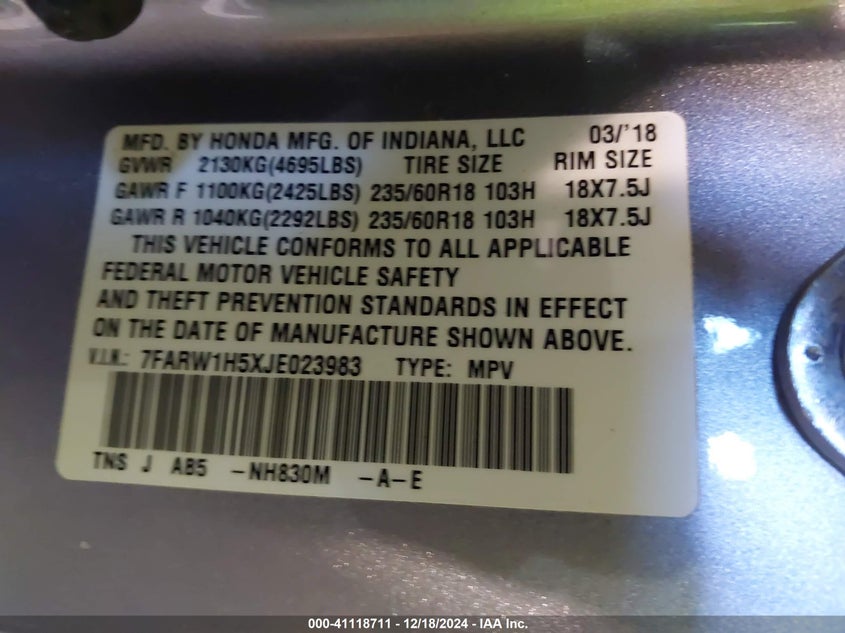 MFD. BY HONDA MFG. OF INDIANA, LLC 03/'18
GVWR 2130KG(4695LBS) TIRE SIZE RIM SIZE
GAWR F 1100KG(2425LBS) 235/60R18 103H 18X7.5J
GAWR R 1040KG(2292LBS) 235/60R18 103H 18X7.5J
THIS VEHICLE CONFORMS TO ALL APPLICABLE
FEDERAL MOTOR VEHICLE SAFETY
AND THEFT PREVENTION STANDARDS IN EFFECT
ON THE DATE OF MANUFACTURE SHOWN ABOVE.
V.I.N.: 7FARW1H5XJE023983 TYPE: MPV
TNS J A85 -NH830M -A-E
000-41118711 - 12/18/2024 - IAA Inc.